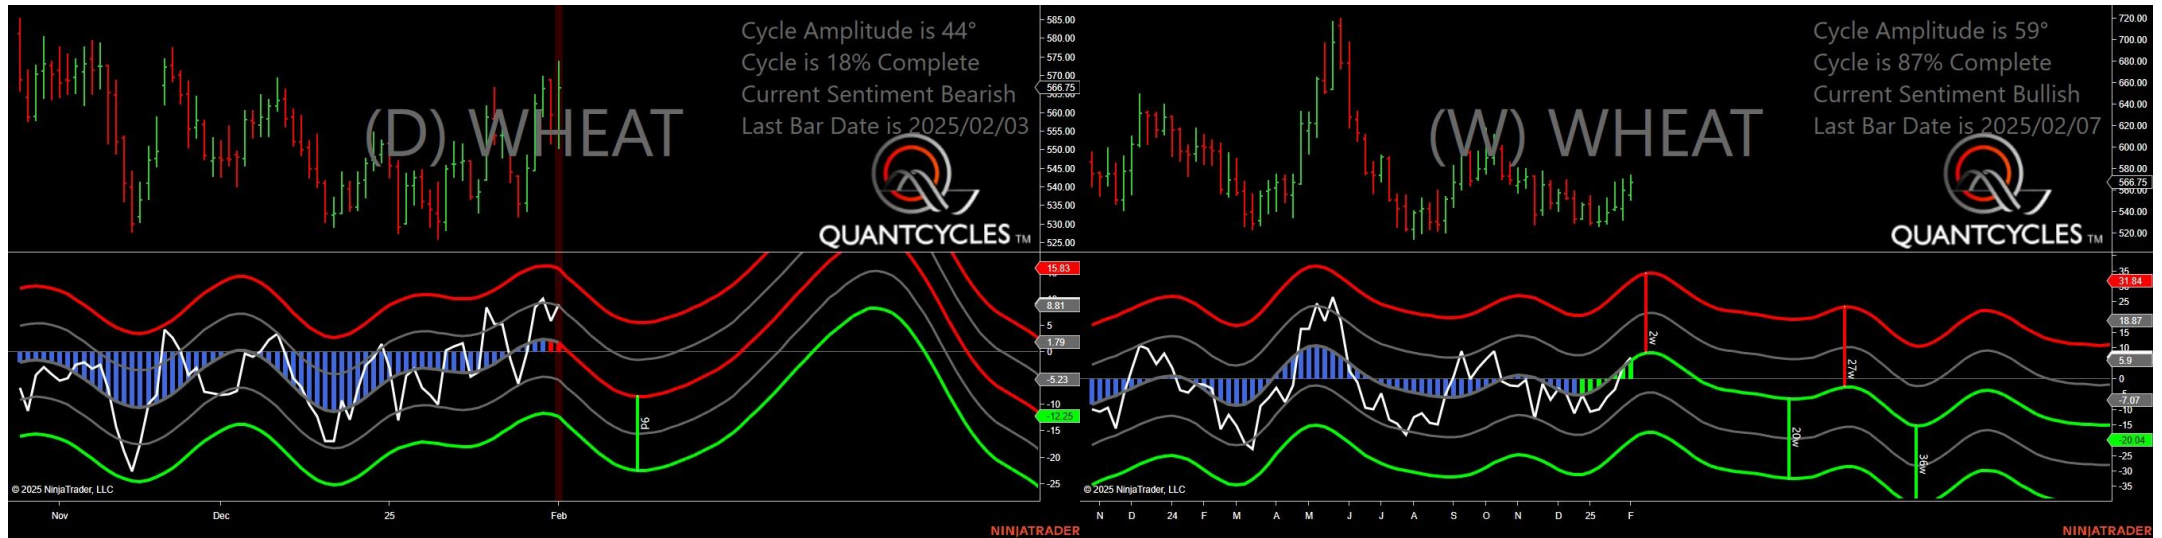 Cycle Amplitude is 44°
Cycle is 18% Complete
Current Sentiment Bearish
Last Bar Date is 2025/02/03
(D) WHEAT
QUANTCYCLES TM
585.00
580.00
575.00
570.00
566.75
560.00
555.00
550.00
545.00
540.00
535.00
530.00
525.00
15.83
8.81
5
1.79
0
-5.23
-10
-12.25
-15
-20
-25
9d
© 2025 NinjaTrader, LLC
Nov Dec 25 Feb
NINJATRADER
Cycle Amplitude is 59°
Cycle is 87% Complete
Current Sentiment Bullish
Last Bar Date is 2025/02/07
(W) WHEAT
QUANTCYCLES TM
720.00
700.00
680.00
660.00
640.00
620.00
600.00
580.00
566.75
560.00
540.00
520.00
35
31.84
25
18.87
15
10
5.9
0
-7.07
-10
-15
-20.04
-25
-30
-35
2w
27w
20w
36w
© 2025 NinjaTrader, LLC
N D 24 F M A M J J A S O N D 25 F
NINJATRADER